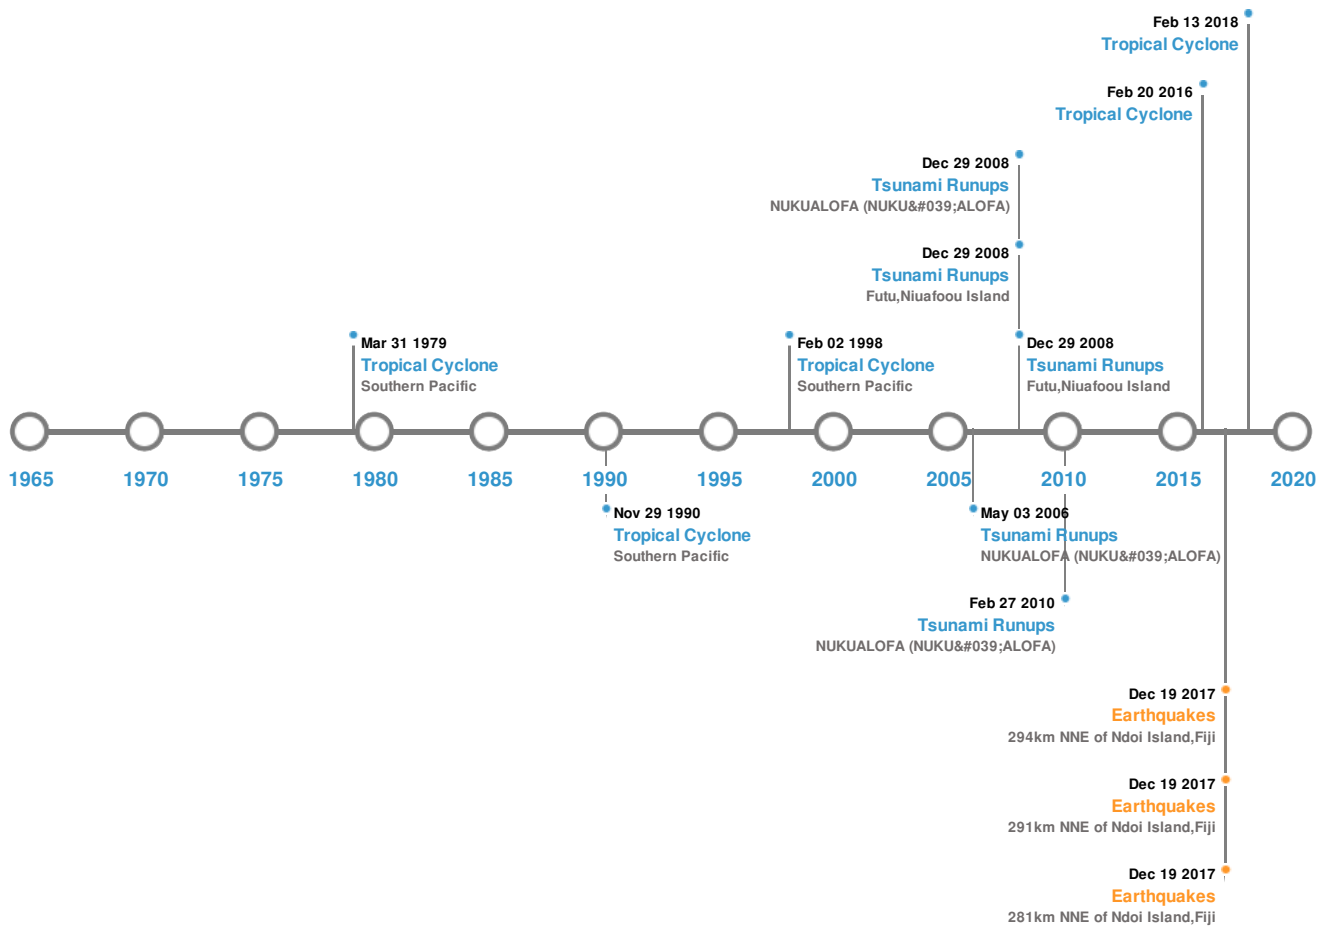 Feb 13 2018
Tropical Cyclone
Feb 20 2016
Tropical Cyclone
Dec 29 2008
Tsunami Runups
NUKUALOFA (NUKU&#039;ALOFA)
Dec 29 2008
Tsunami Runups
Futu,Niuafoou Island
Mar 31 1979
Tropical Cyclone
Southern Pacific
Feb 02 1998
Tropical Cyclone
Southern Pacific
Dec 29 2008
Tsunami Runups
Futu,Niuafoou Island
1965 1970 1975 1980 1985 1990 1995 2000 2005 2010 2015 2020
Nov 29 1990
Tropical Cyclone
Southern Pacific
May 03 2006
Tsunami Runups
NUKUALOFA (NUKU&#039;ALOFA)
Feb 27 2010
Tsunami Runups
NUKUALOFA (NUKU&#039;ALOFA)
Dec 19 2017
Earthquakes
294km NNE of Ndoi Island,Fiji
Dec 19 2017
Earthquakes
291km NNE of Ndoi Island,Fiji
Dec 19 2017
Earthquakes
281km NNE of Ndoi Island,Fiji